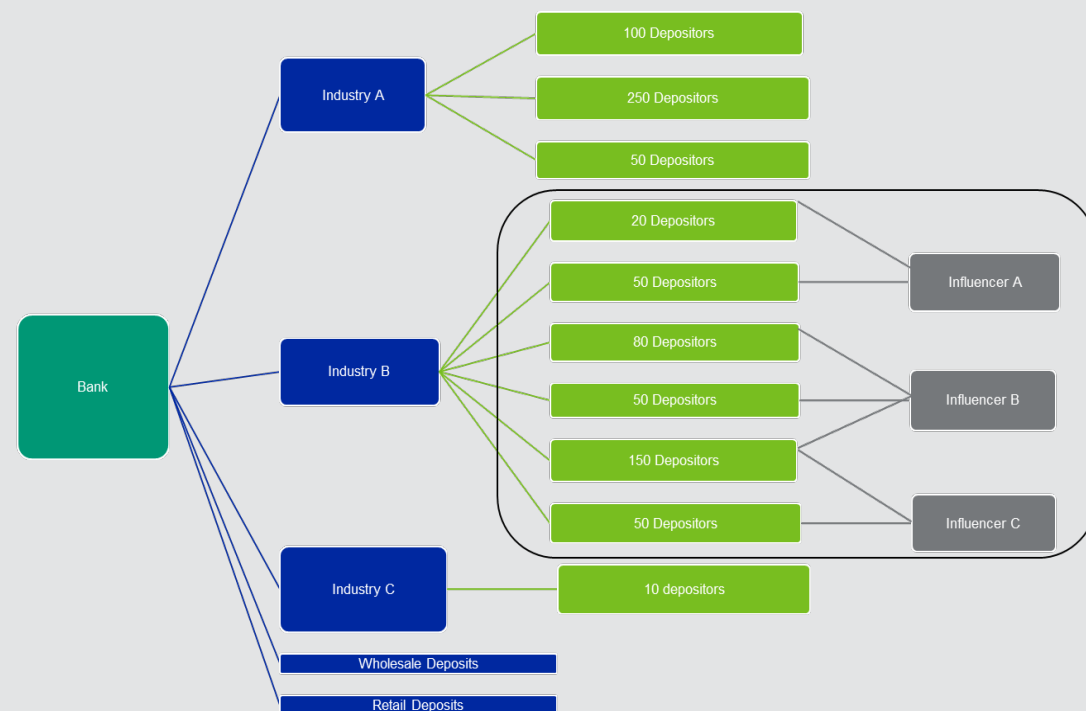 100 Depositors
Industry A
250 Depositors
50 Depositors
20 Depositors
50 Depositors
Influencer A
80 Depositors
Bank
Industry B
50 Depositors
Influencer B
150 Depositors
50 Depositors
Influencer C
Industry C
10 depositors
Wholesale Deposits
Retail Deposits